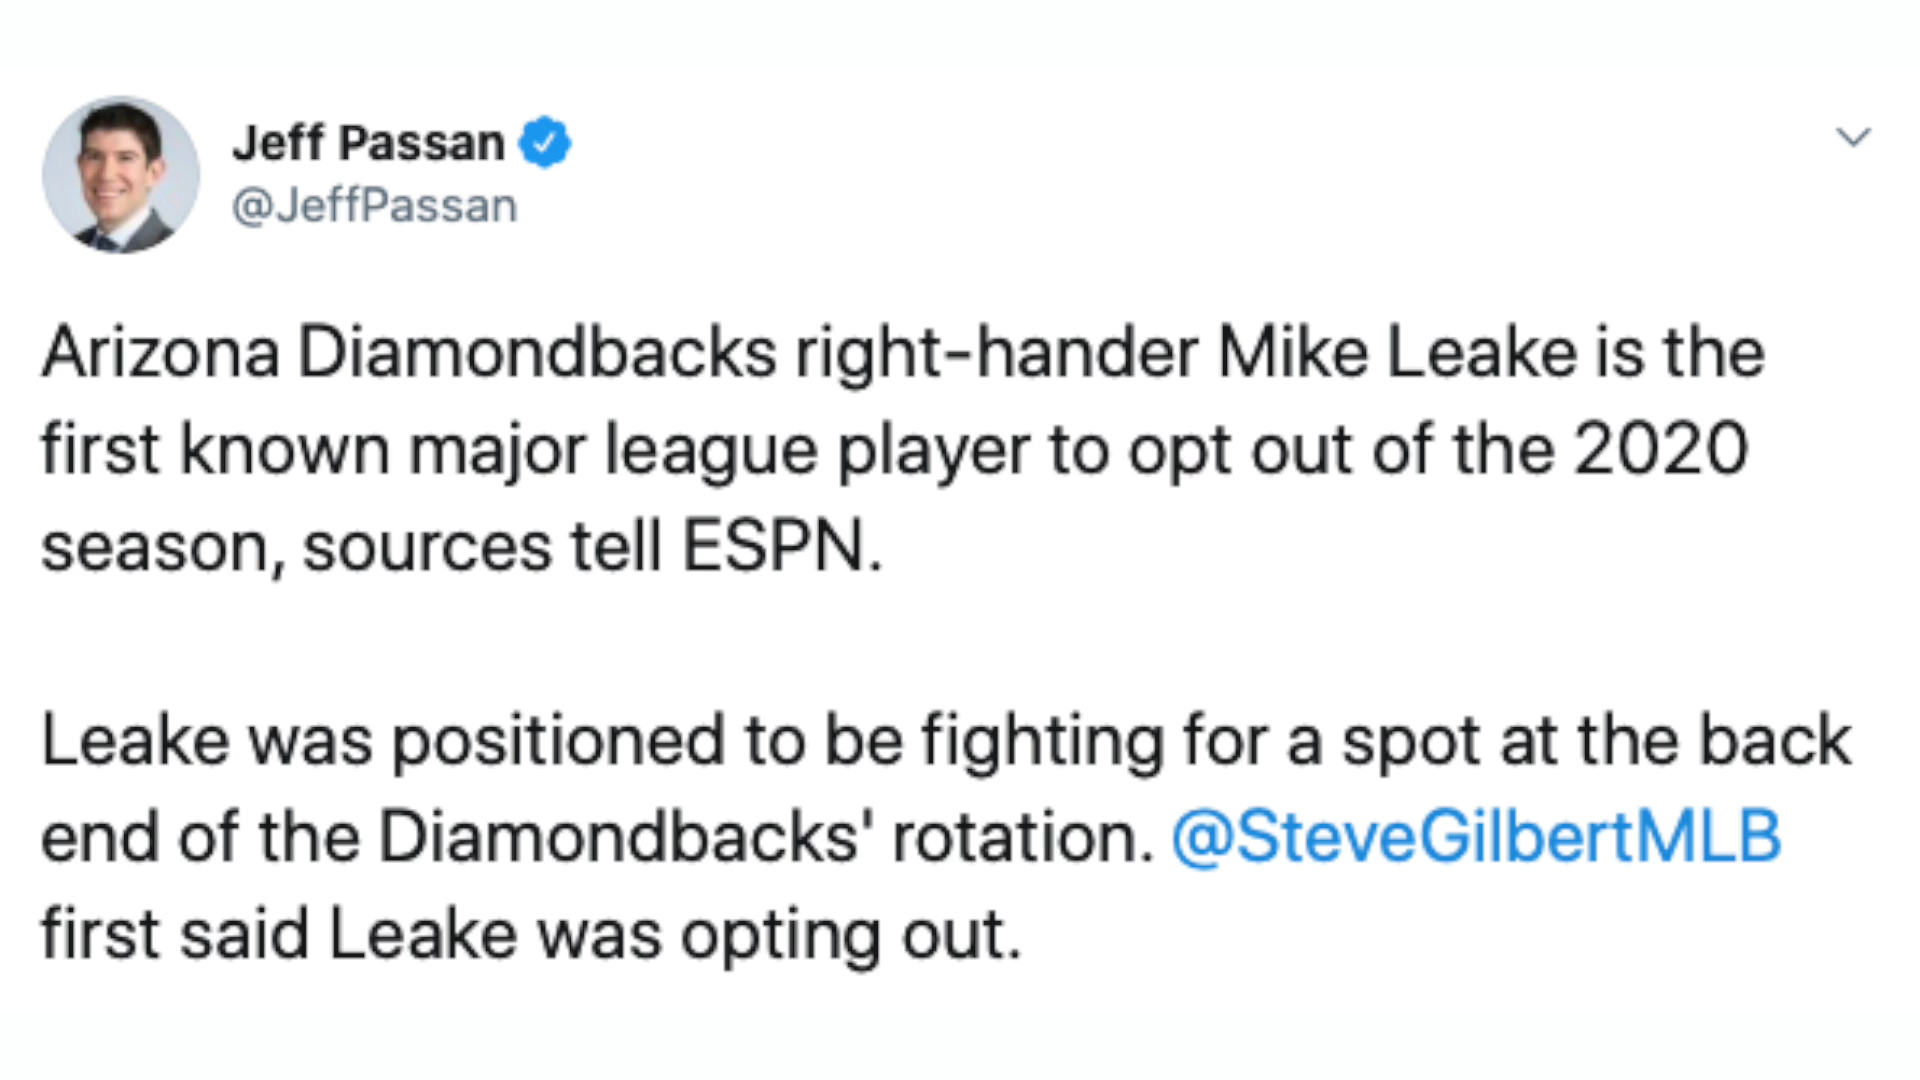 Jeff Passan
@JeffPassan
Arizona Diamondbacks right-hander Mike Leake is the
first known major league player to opt out of the 2020
season, sources tell ESPN.
Leake was positioned to be fighting for a spot at the back
end of the Diamondbacks' rotation. @SteveGilbertMLB
first said Leake was opting out.